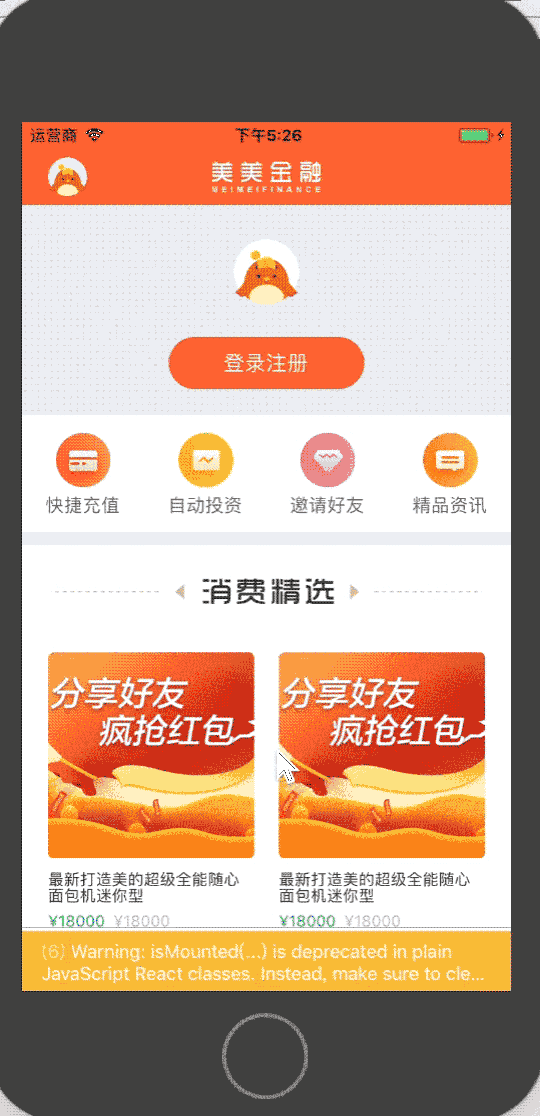 运营商 下午5:26
美美金融
MEIMEIFINANCE
登录注册
快捷充值 自动投资 邀请好友 精品资讯
消费精选
分享好友
疯抢红包
分享好友
疯抢红包
最新打造美的超级全能随心
面包机迷你型
¥18000 ¥18000
最新打造美的超级全能随心
面包机迷你型
¥18000 ¥18000
(6) Warning: isMounted(...) is deprecated in plain
JavaScript React classes. Instead, make sure to cle...